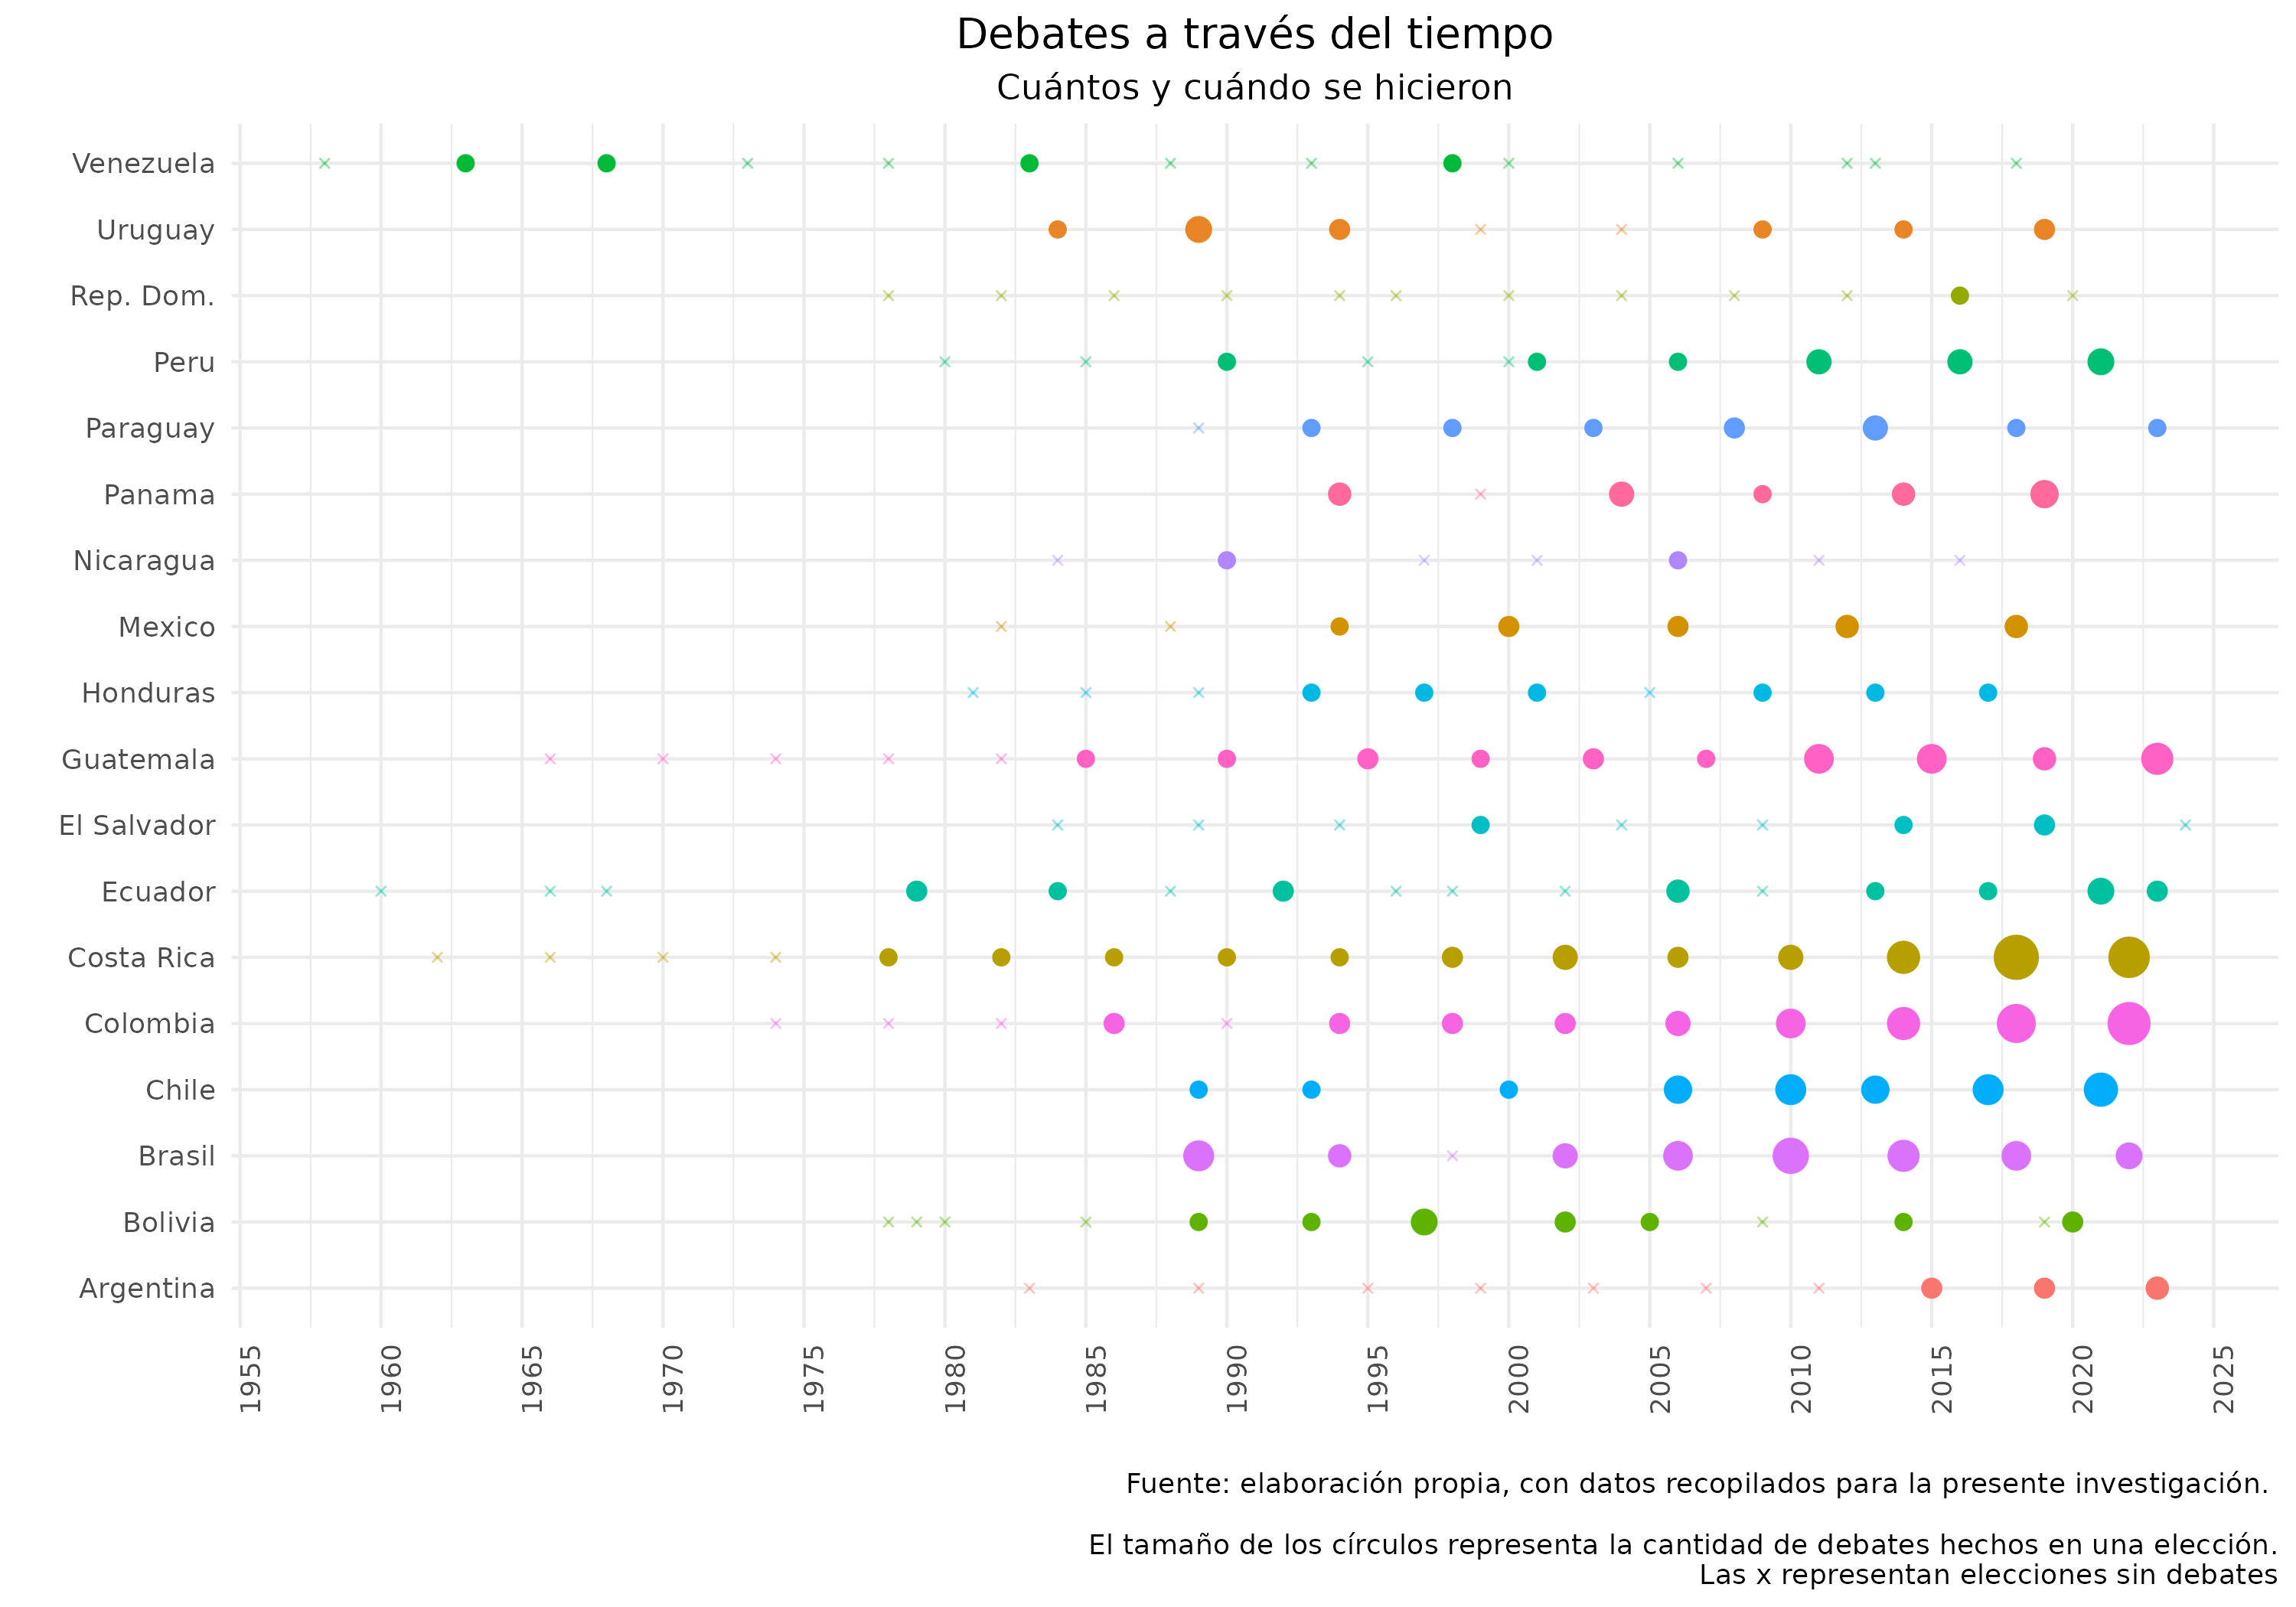 Debates a través del tiempo
Cuántos y cuándo se hicieron
Venezuela
Uruguay
Rep. Dom.
Peru
Paraguay
Panama
Nicaragua
Mexico
Honduras
Guatemala
El Salvador
Ecuador
Costa Rica
Colombia
Chile
Brasil
Bolivia
Argentina
1955
1960
1965
1970
1975
1980
1985
1990
1995
2000
2005
2010
2015
2020
2025
Fuente: elaboración propia, con datos recopilados para la presente investigación.
El tamaño de los círculos representa la cantidad de debates hechos en una elección.
Las x representan elecciones sin debates